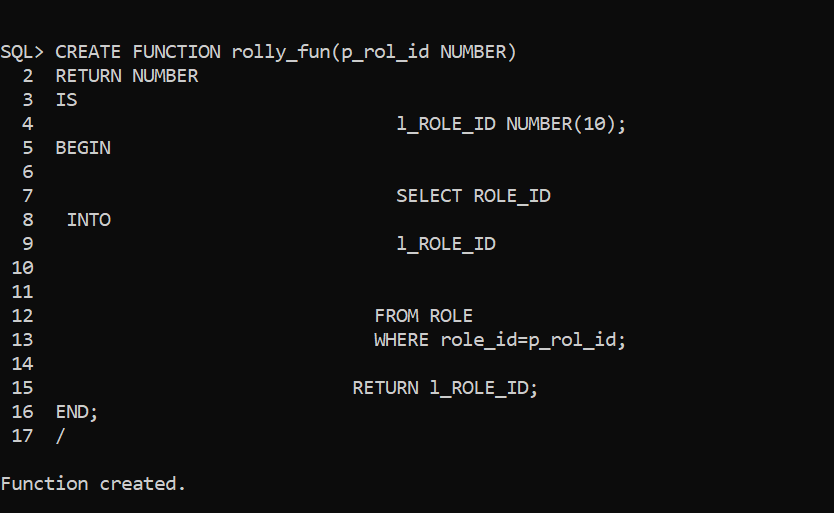 SQL> CREATE FUNCTION rolly_fun(p_rol_id NUMBER)
2 RETURN NUMBER
3 IS
4 l_ROLE_ID NUMBER(10);
5 BEGIN
6
7 SELECT ROLE_ID
8 INTO
9 l_ROLE_ID
10
11
12 FROM ROLE
13 WHERE role_id=p_rol_id;
14
15 RETURN l_ROLE_ID;
16 END;
17 /
Function created.